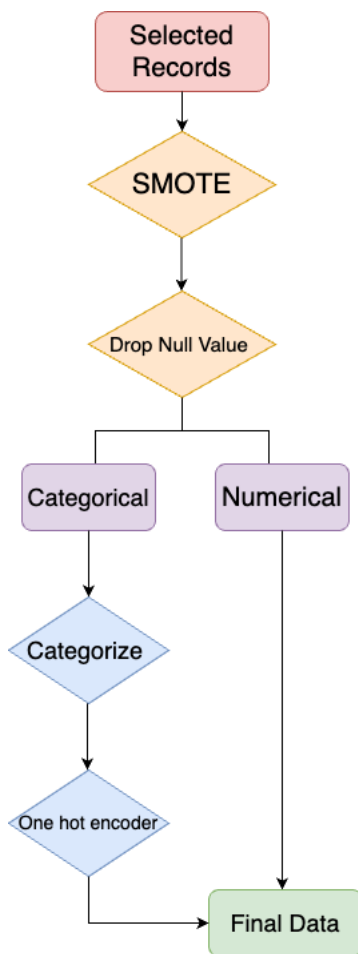 Selected
Records
SMOTE
Drop Null Value
Categorical
Numerical
Categorize
One hot encoder
Final Data